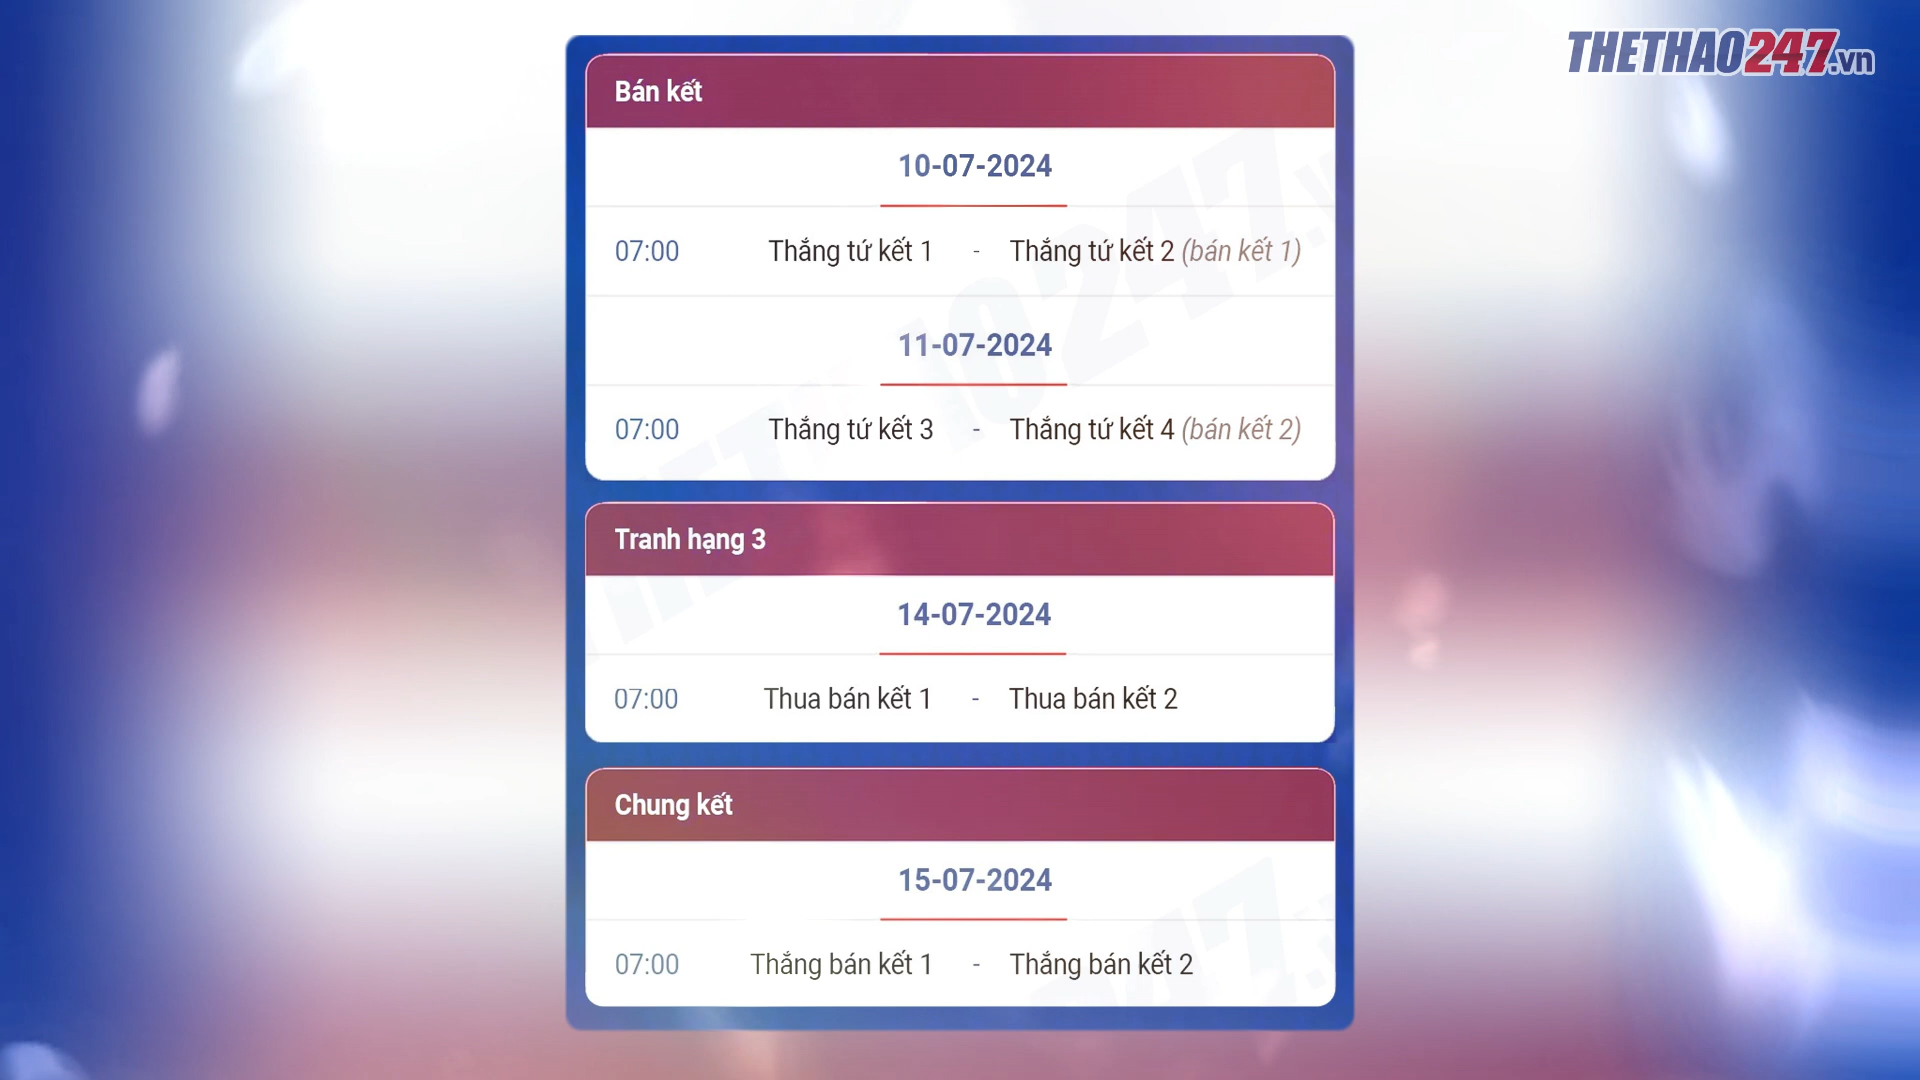 THETHAO247.vn
Bán kết
10-07-2024
07:00 Thắng tứ kết 1 - Thắng tứ kết 2 (bán kết 1)
11-07-2024
07:00 Thắng tứ kết 3 - Thắng tứ kết 4 (bán kết 2)
Tranh hạng 3
14-07-2024
07:00 Thua bán kết 1 - Thua bán kết 2
Chung kết
15-07-2024
07:00 Thắng bán kết 1 - Thắng bán kết 2